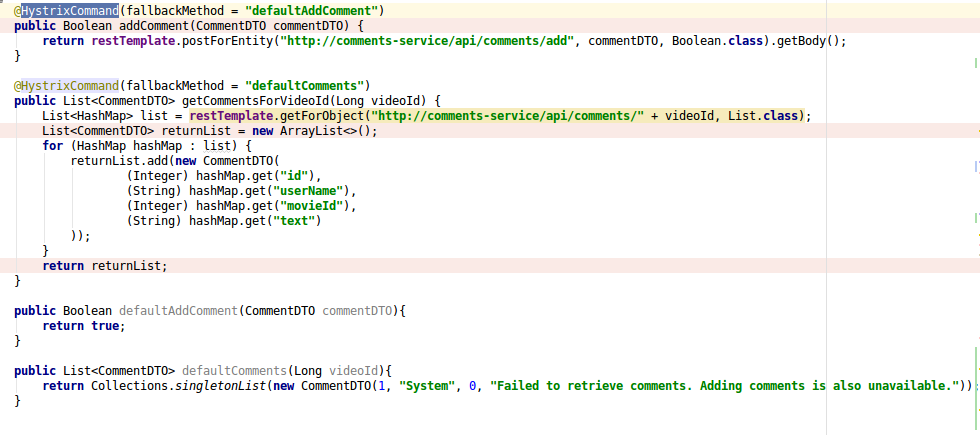 @HystrixCommand(fallbackMethod = "defaultAddComment")
public Boolean addComment(CommentDTO commentDTO) {
    return restTemplate.postForEntity("http://comments-service/api/comments/add", commentDTO, Boolean.class).getBody();
}

@HystrixCommand(fallbackMethod = "defaultComments")
public List<CommentDTO> getCommentsForVideoId(Long videoId) {
    List<HashMap> list = restTemplate.getForObject("http://comments-service/api/comments/" + videoId, List.class);
    List<CommentDTO> returnList = new ArrayList<>();
    for (HashMap hashMap : list) {
        returnList.add(new CommentDTO(
                (Integer) hashMap.get("id"),
                (String) hashMap.get("userName"),
                (Integer) hashMap.get("movieId"),
                (String) hashMap.get("text")
        ));
    }
    return returnList;
}

public Boolean defaultAddComment(CommentDTO commentDTO){
    return true;
}

public List<CommentDTO> defaultComments(Long videoId){
    return Collections.singletonList(new CommentDTO(1, "System", 0, "Failed to retrieve comments. Adding comments is also unavailable."));
}